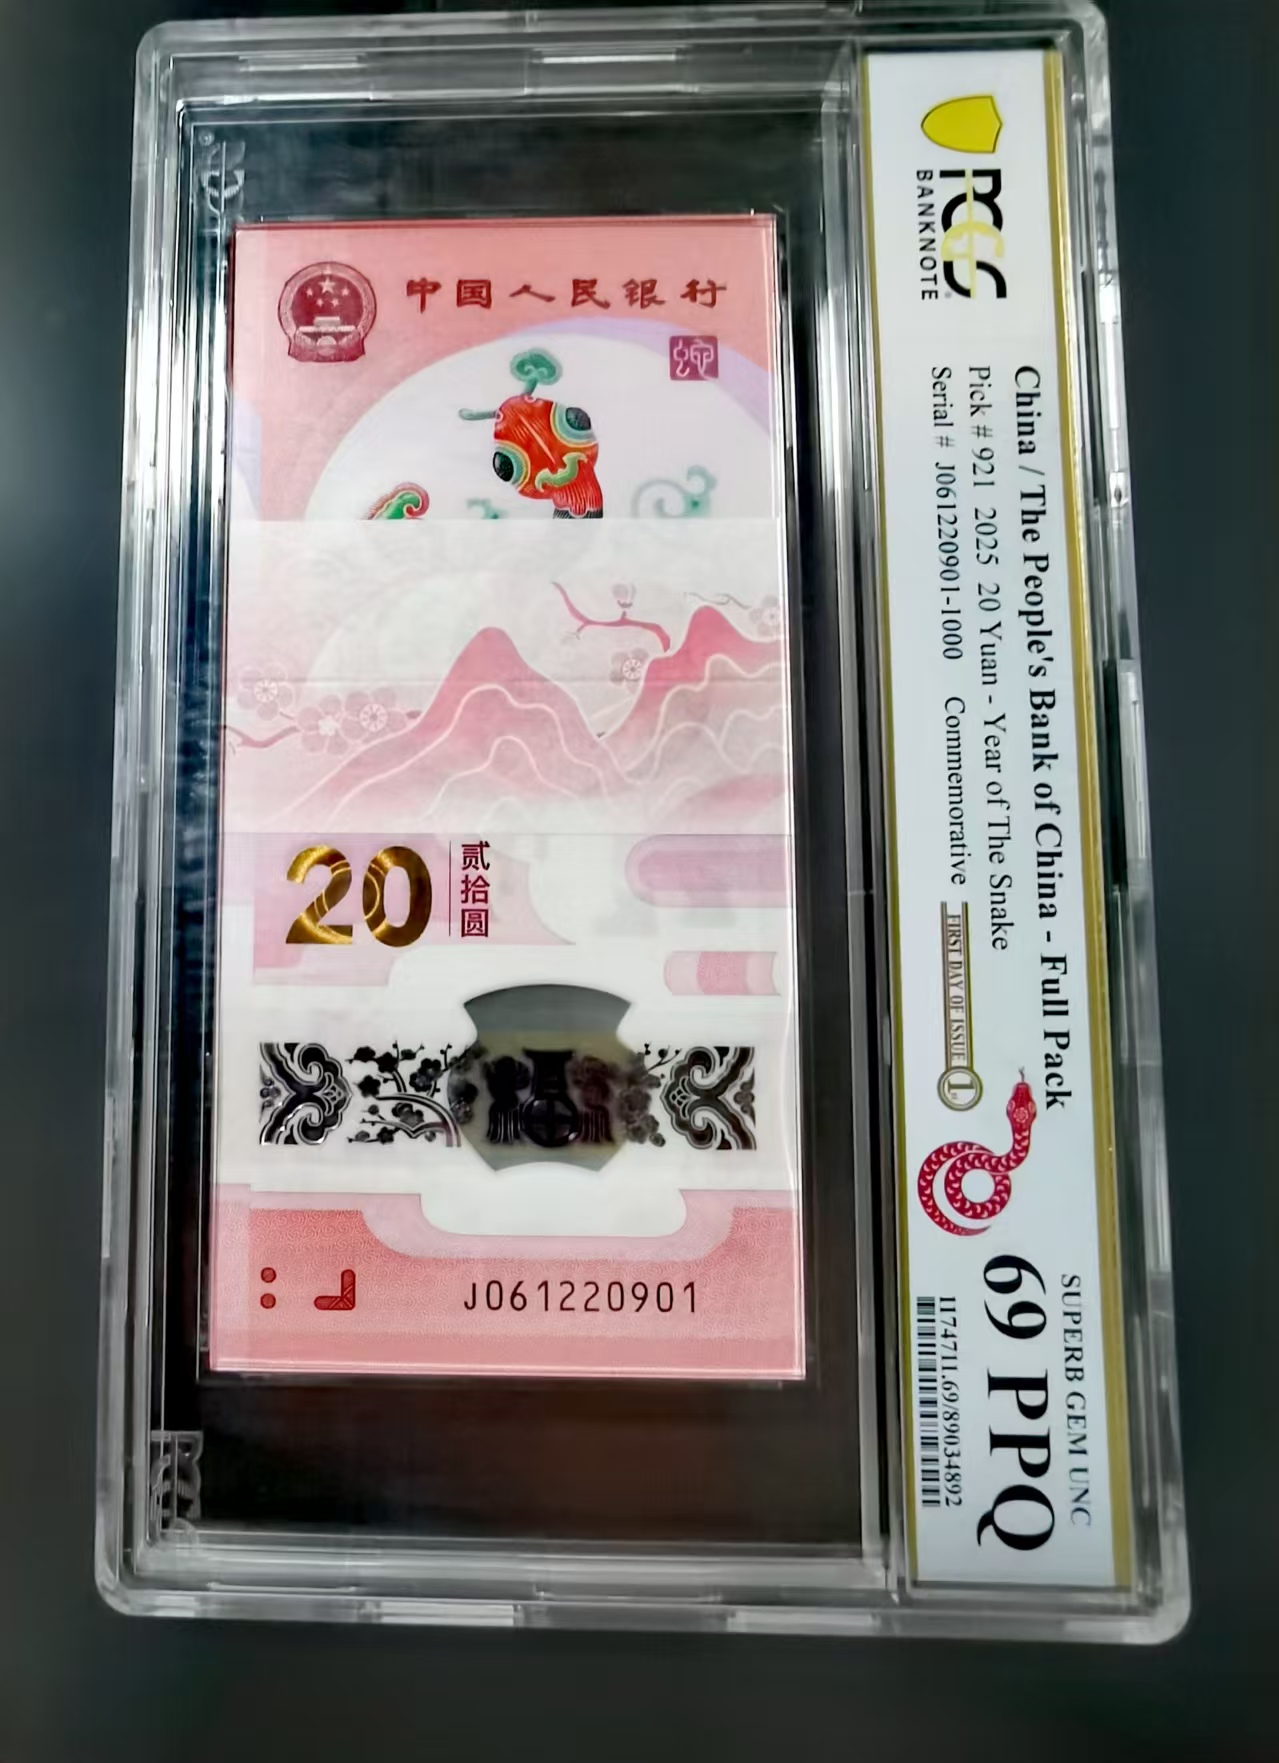 中国人民银行
蛇
20
贰拾圆
J061220901
PCGS
BANKNOTE
China / The People's Bank of China - Full Pack
Pick # 921 2025 20 Yuan - Year of The Snake
Serial # J061220901-1000 Commemorative
FIRST DAY OF ISSUE
1
SUPERB GEM UNC
69 PPQ
1174711.69/89034892